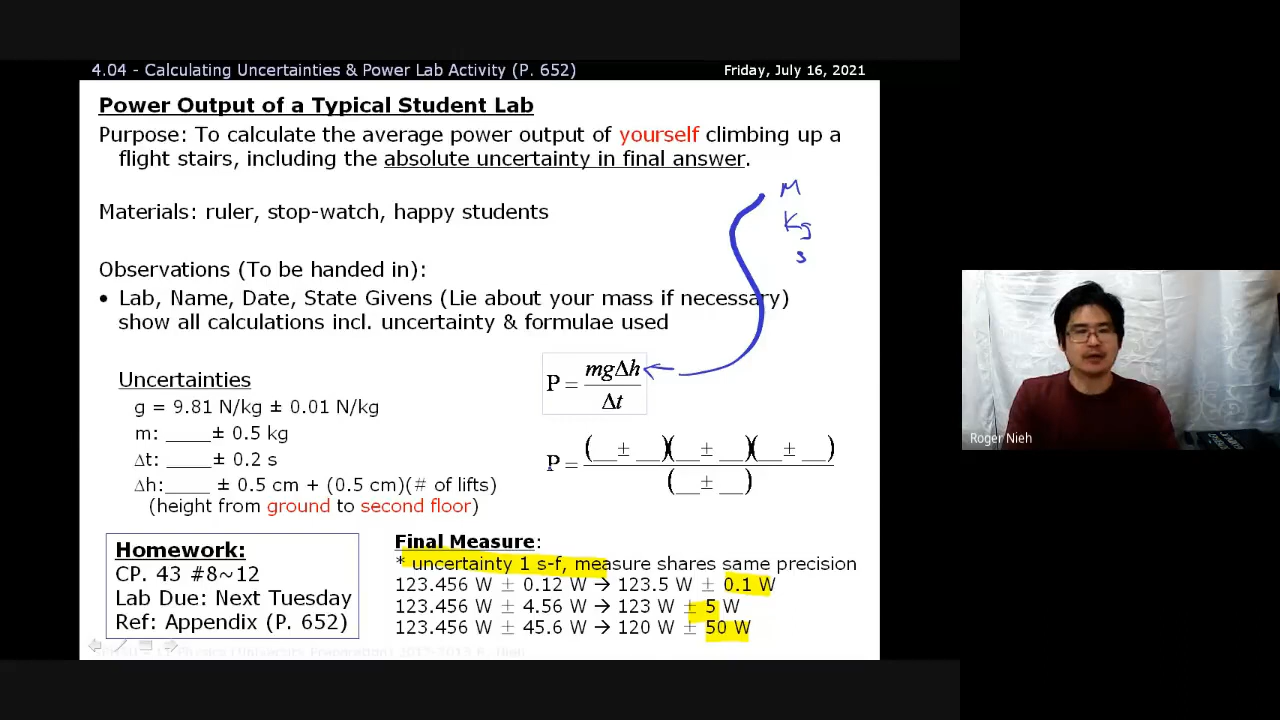 4.04 - Calculating Uncertainties & Power Lab Activity (P. 652) Friday, July 16, 2021
Power Output of a Typical Student Lab
Purpose: To calculate the average power output of yourself climbing up a
flight stairs, including the absolute uncertainty in final answer.
M
Kg
s
Materials: ruler, stop-watch, happy students
Observations (To be handed in):
• Lab, Name, Date, State Givens (Lie about your mass if necessary)
show all calculations incl. uncertainty & formulae used
Uncertainties
g = 9.81 N/kg ± 0.01 N/kg
m: ____± 0.5 kg
Δt: ____± 0.2 s
Δh:____ ± 0.5 cm + (0.5 cm)(# of lifts)
(height from ground to second floor)
P = mgΔh / Δt
P = (__± __)(__± __)(__± __) / (__± __)
Roger Nieh
Homework:
CP. 43 #8~12
Lab Due: Next Tuesday
Ref: Appendix (P. 652)
Final Measure:
* uncertainty 1 s-f, measure shares same precision
123.456 W ± 0.12 W → 123.5 W ± 0.1 W
123.456 W ± 4.56 W → 123 W ± 5 W
123.456 W ± 45.6 W → 120 W ± 50 W